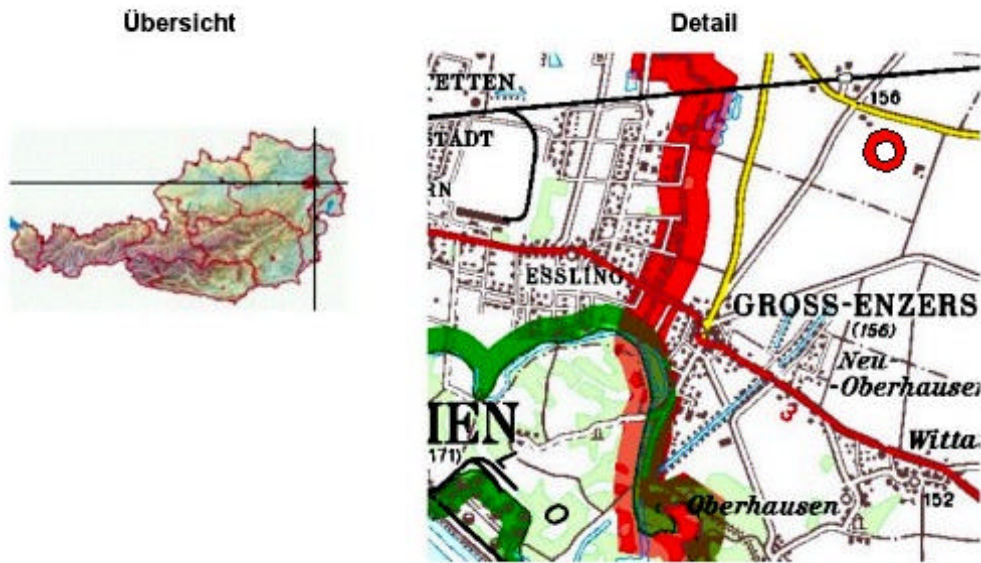 Übersicht
Detail
ETTEN
156
STADT
RN
ESSLING
GROSS-ENZERS
(156)
Neu
-Oberhausen
3
IEN
171)
Witta
Oberhausen
152